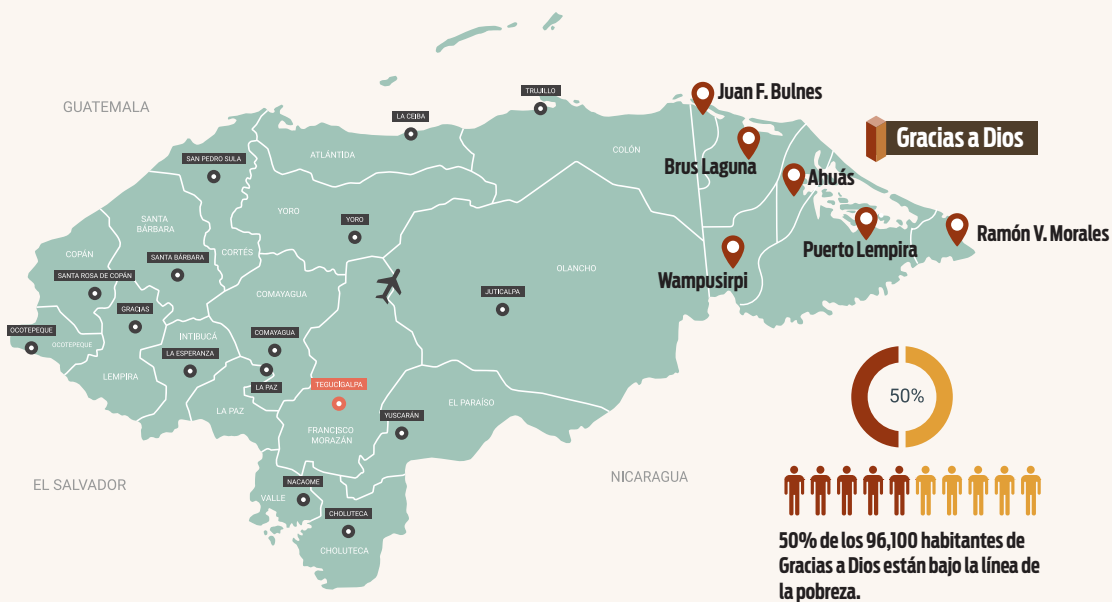 TRUJILLO
Juan F. Bulnes
GUATEMALA
LA CEIBA
Gracias a Dios
ATLÁNTIDA
COLÓN
SAN PEDRO SULA
Brus Laguna
Ahuás
YORO
SANTA
BÁRBARA
YORO
Ramón V. Morales
Puerto Lempira
COPÁN
CORTÉS
SANTA BÁRBARA
OLANCHO
SANTA ROSA DE COPÁN
Wampusirpi
COMAYAGUA
JUTICALPA
GRACIAS
OCOTEPEQUE
OCOTEPEQUE
INTIBUCÁ
COMAYAGUA
LA ESPERANZA
LEMPIRA
LA PAZ
TEGUCÍGALPA
50%
LA PAZ
EL PARAÍSO
YUSCARÁN
FRANCISCO
MORAZÁN
EL SALVADOR
NICARAGUA
NACAOME
VALLE
CHOLUTECA
CHOLUTECA
50% de los 96,100 habitantes de
Gracias a Dios están bajo la línea de
la pobreza.